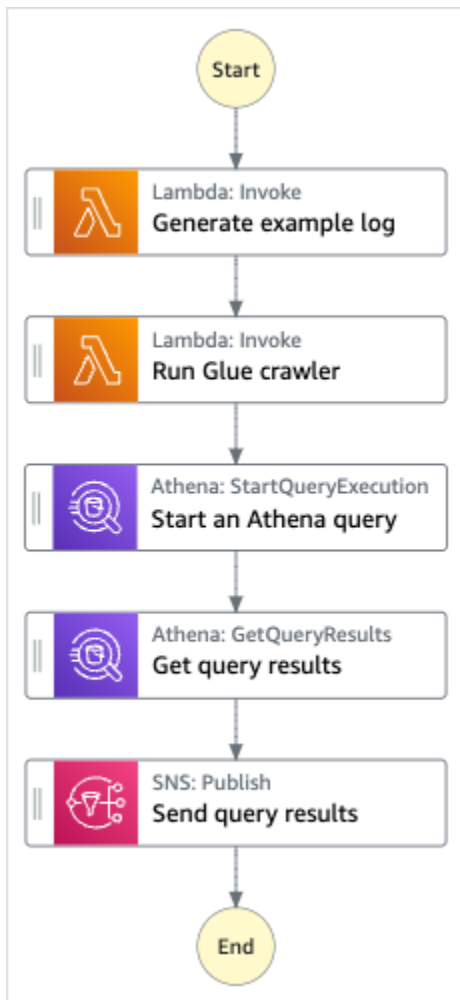 Start
Lambda: Invoke
Generate example log
Lambda: Invoke
Run Glue crawler
Athena: StartQueryExecution
Start an Athena query
Athena: GetQueryResults
Get query results
SNS: Publish
Send query results
End